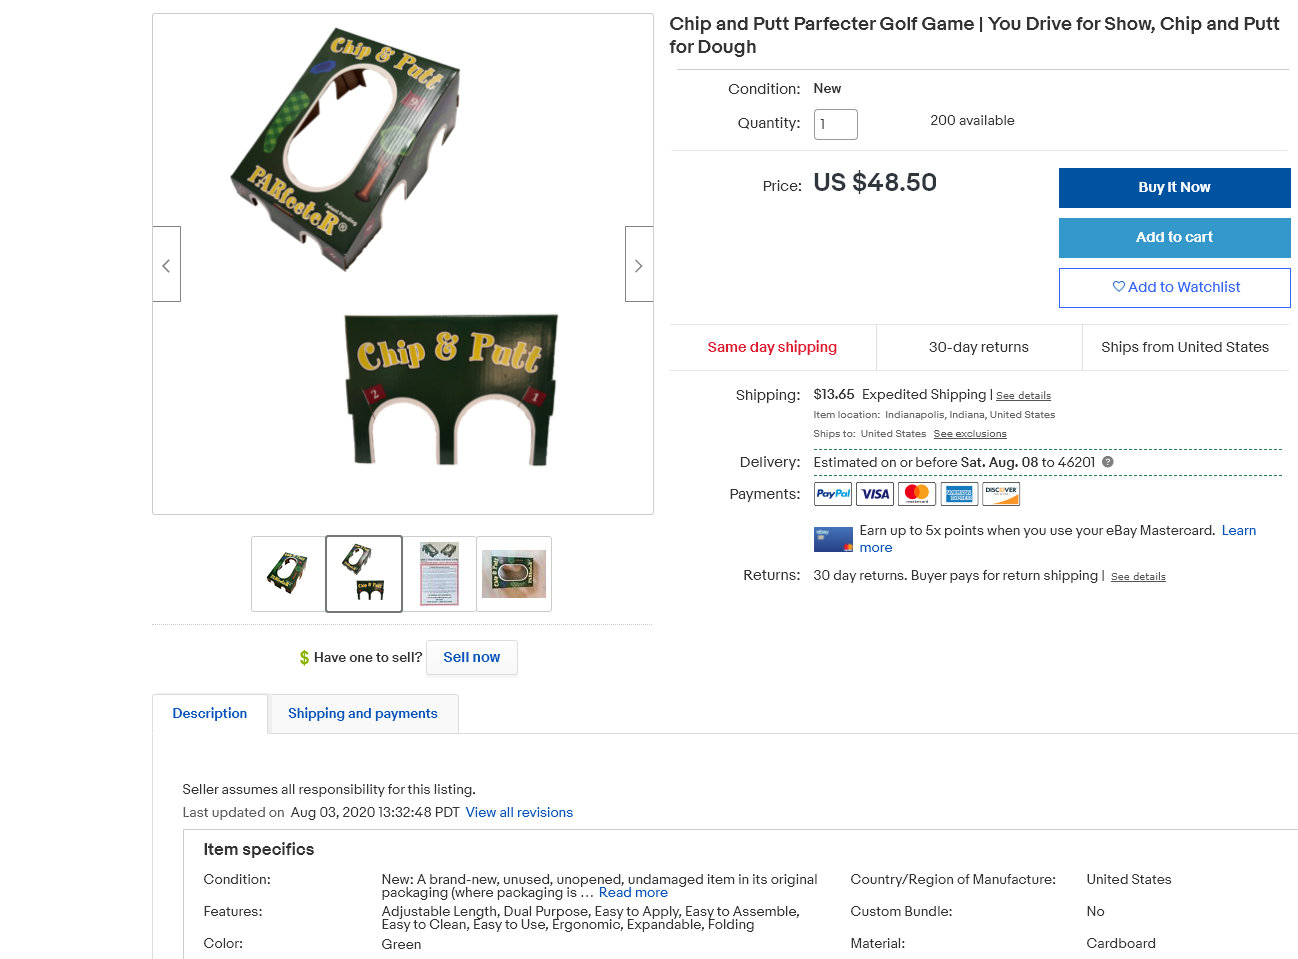 Chip and Putt Parfecter Golf Game | You Drive for Show, Chip and Putt
for Dough
Condition: New
Quantity: 1 200 available
Price: US $48.50
Buy It Now
Add to cart
Add to Watchlist
Same day shipping
30-day returns
Ships from United States
Shipping: $13.65 Expedited Shipping | See details
Item location: Indianapolis, Indiana, United States
Ships to: United States See exclusions
Delivery: Estimated on or before Sat. Aug. 08 to 46201
Payments: PayPal VISA mastercard AMERICAN EXPRESS DISCOVER
Earn up to 5x points when you use your eBay Mastercard. Learn
more
Returns: 30 day returns. Buyer pays for return shipping | See details
Chip & Putt
9
PARfecteR®
Patent Pending
Chip & Putt
2 1
$ Have one to sell? Sell now
Description
Shipping and payments
Seller assumes all responsibility for this listing.
Last updated on Aug 03, 2020 13:32:48 PDT View all revisions
Item specifics
Condition: New: A brand-new, unused, unopened, undamaged item in its original
packaging (where packaging is ... Read more
Country/Region of Manufacture: United States
Features: Adjustable Length, Dual Purpose, Easy to Apply, Easy to Assemble,
Easy to Clean, Easy to Use, Ergonomic, Expandable, Folding
Custom Bundle: No
Color: Green
Material: Cardboard